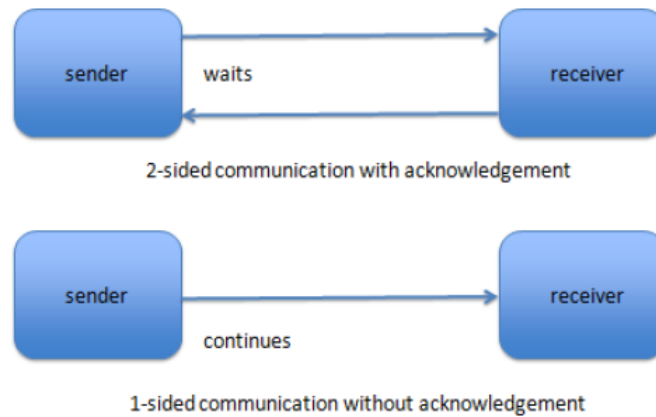 sender
waits
receiver
2-sided communication with acknowledgement
sender
receiver
continues
1-sided communication without acknowledgement